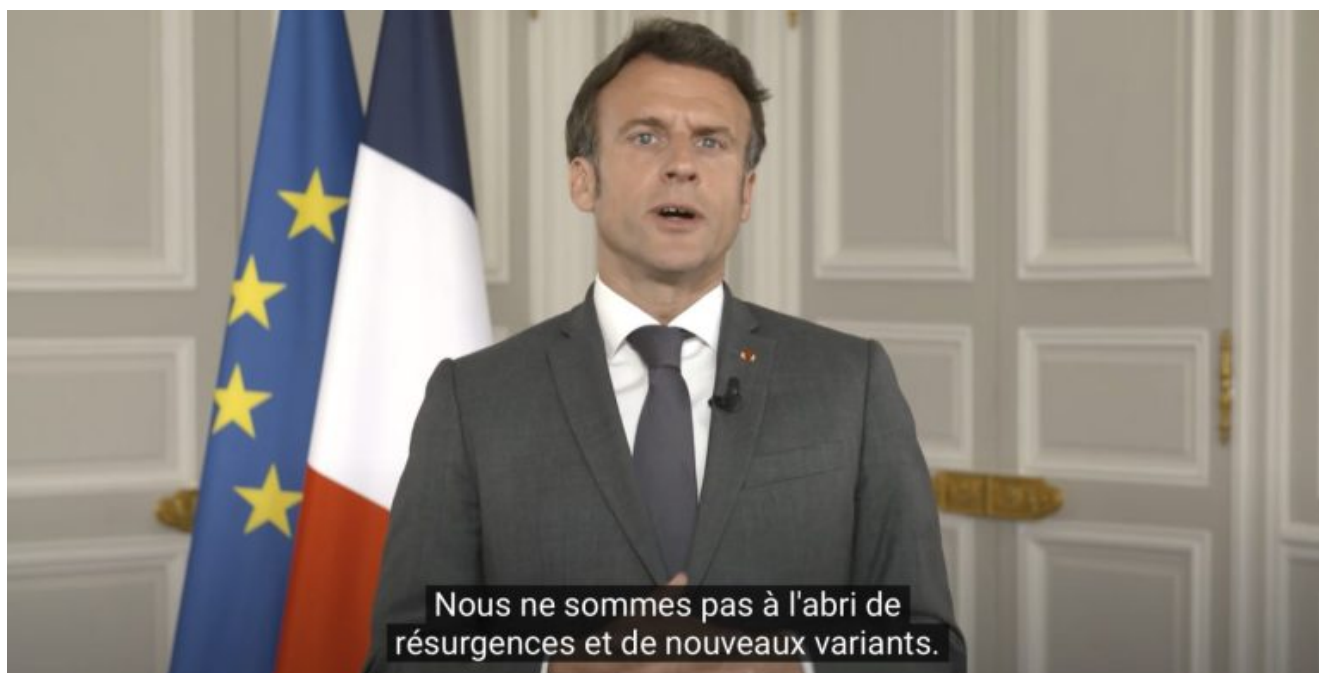 Nous ne sommes pas à l'abri de
résurgences et de nouveaux variants.